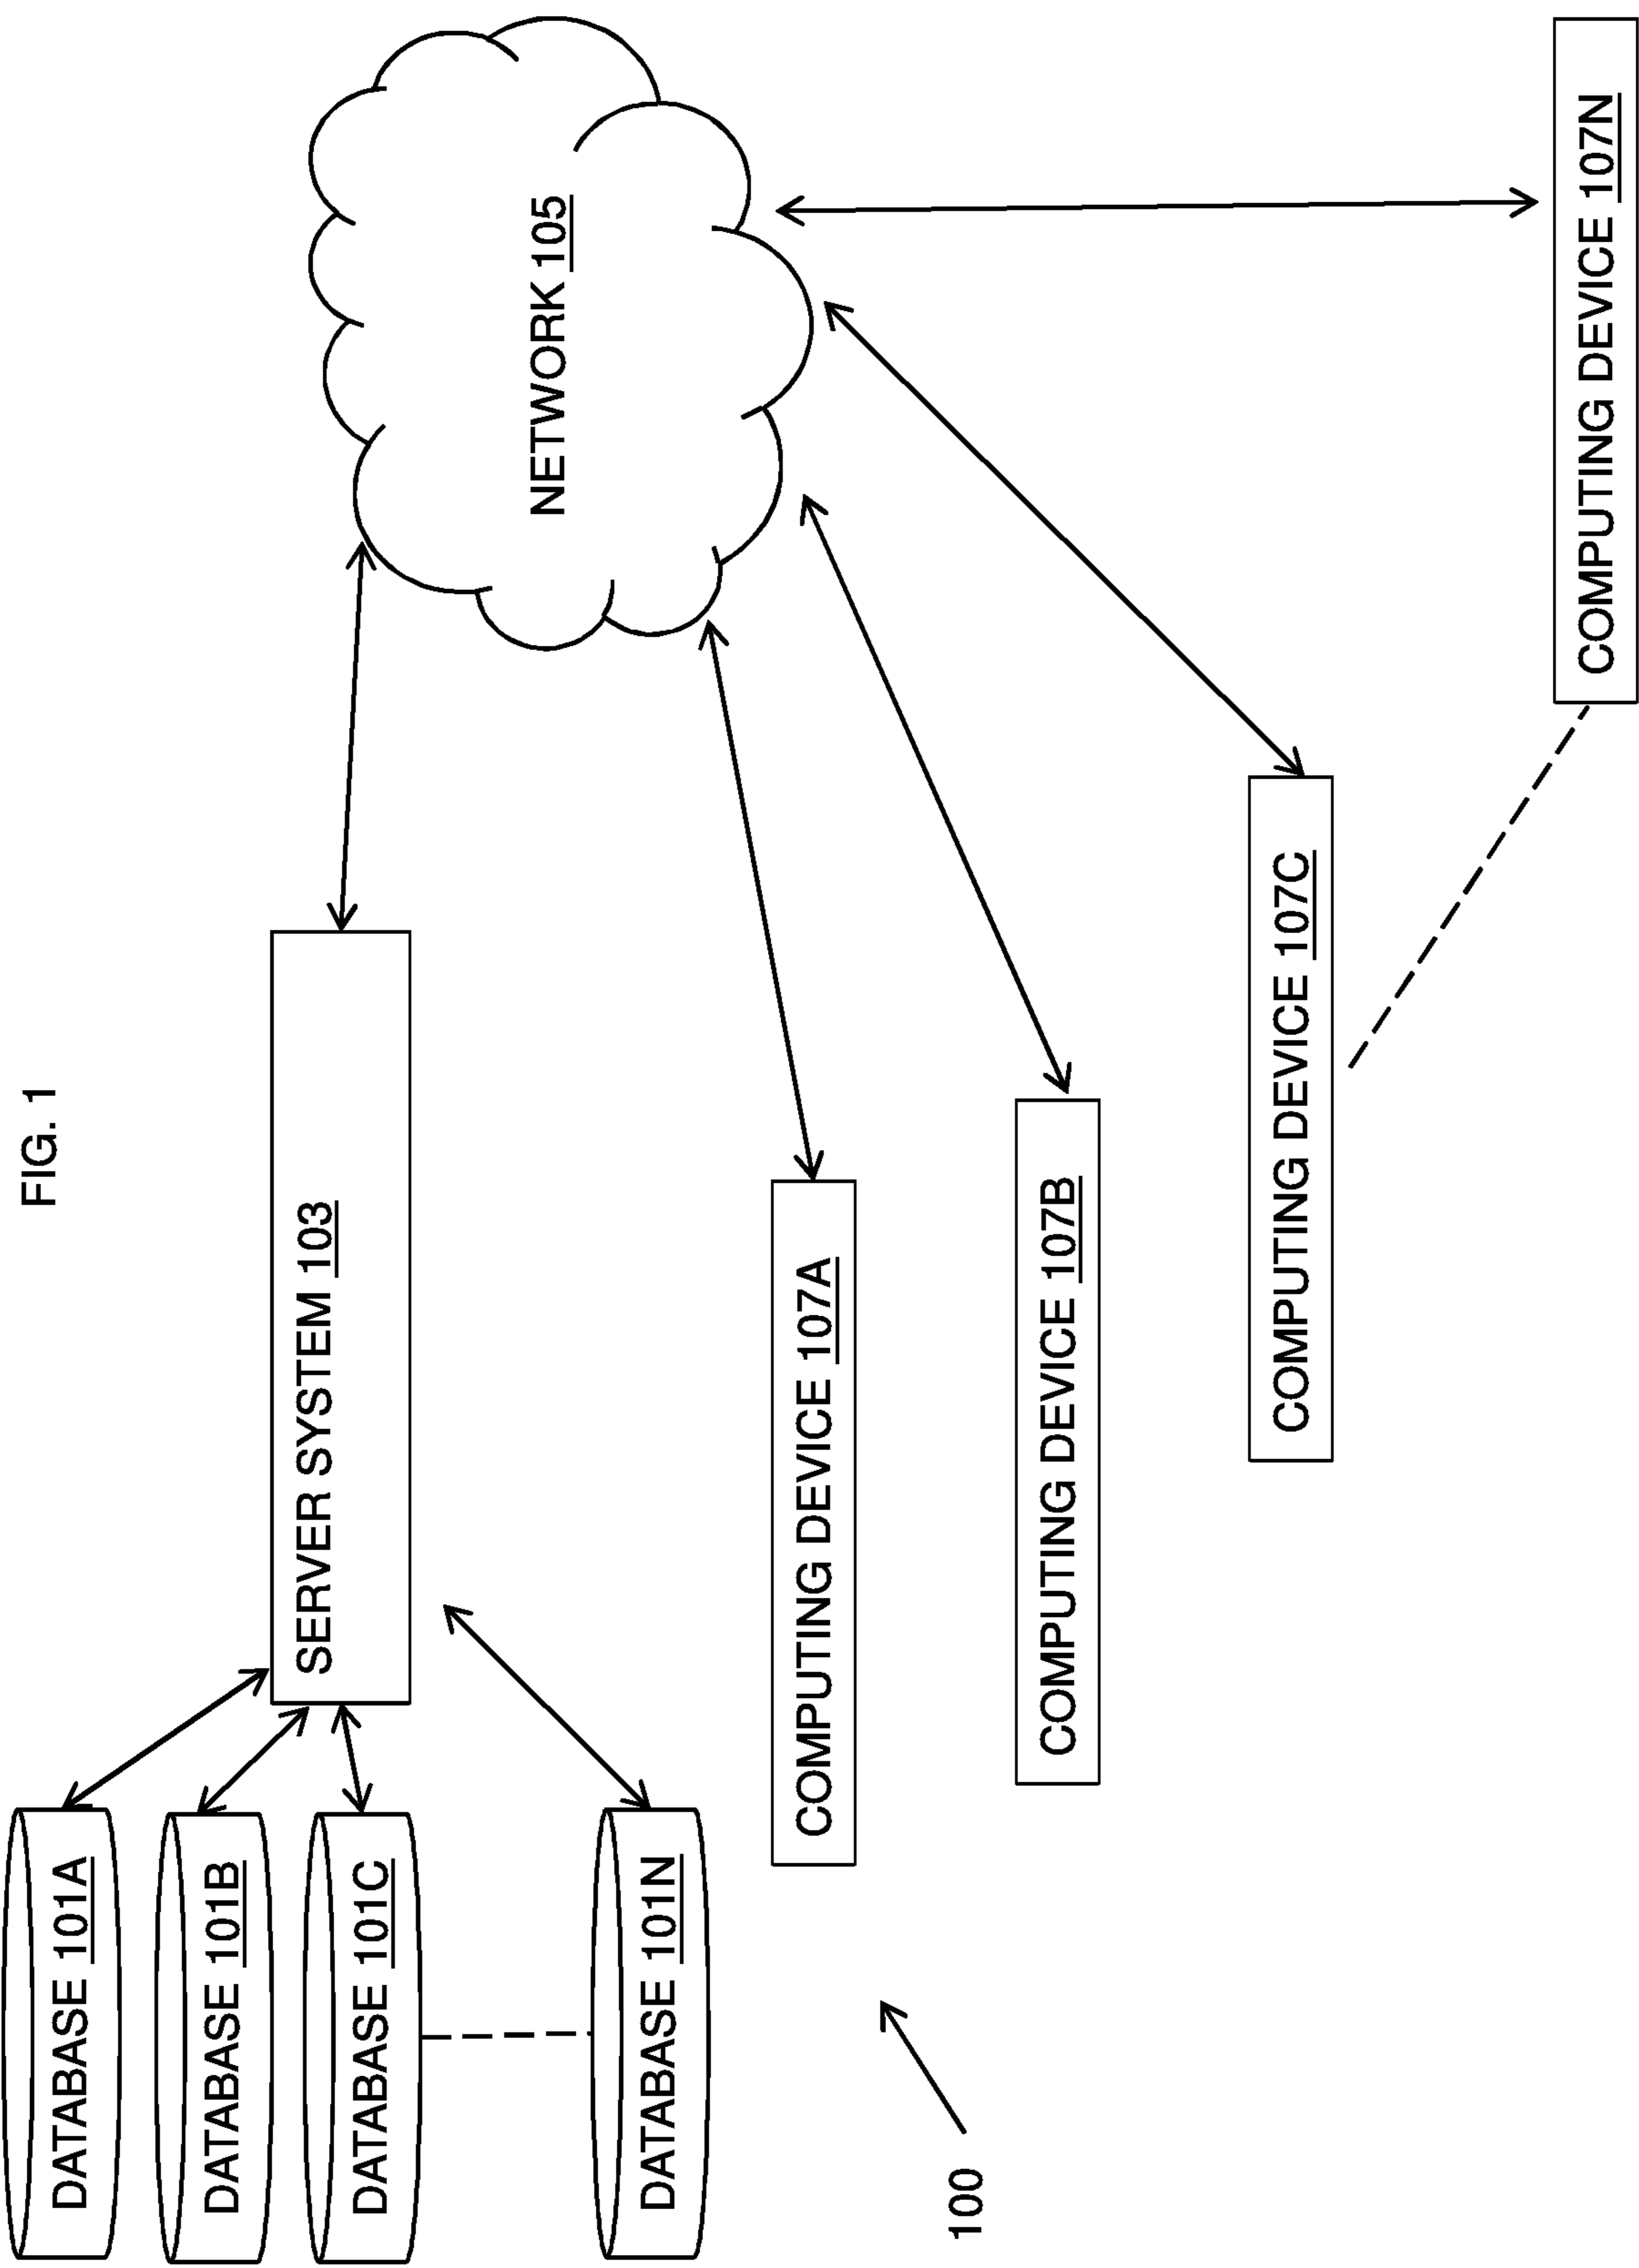 FIG. 1
DATABASE 101A
DATABASE 101B
DATABASE 101C
DATABASE 101N
SERVER SYSTEM 103
NETWORK 105
COMPUTING DEVICE 107A
COMPUTING DEVICE 107B
COMPUTING DEVICE 107C
COMPUTING DEVICE 107N
100